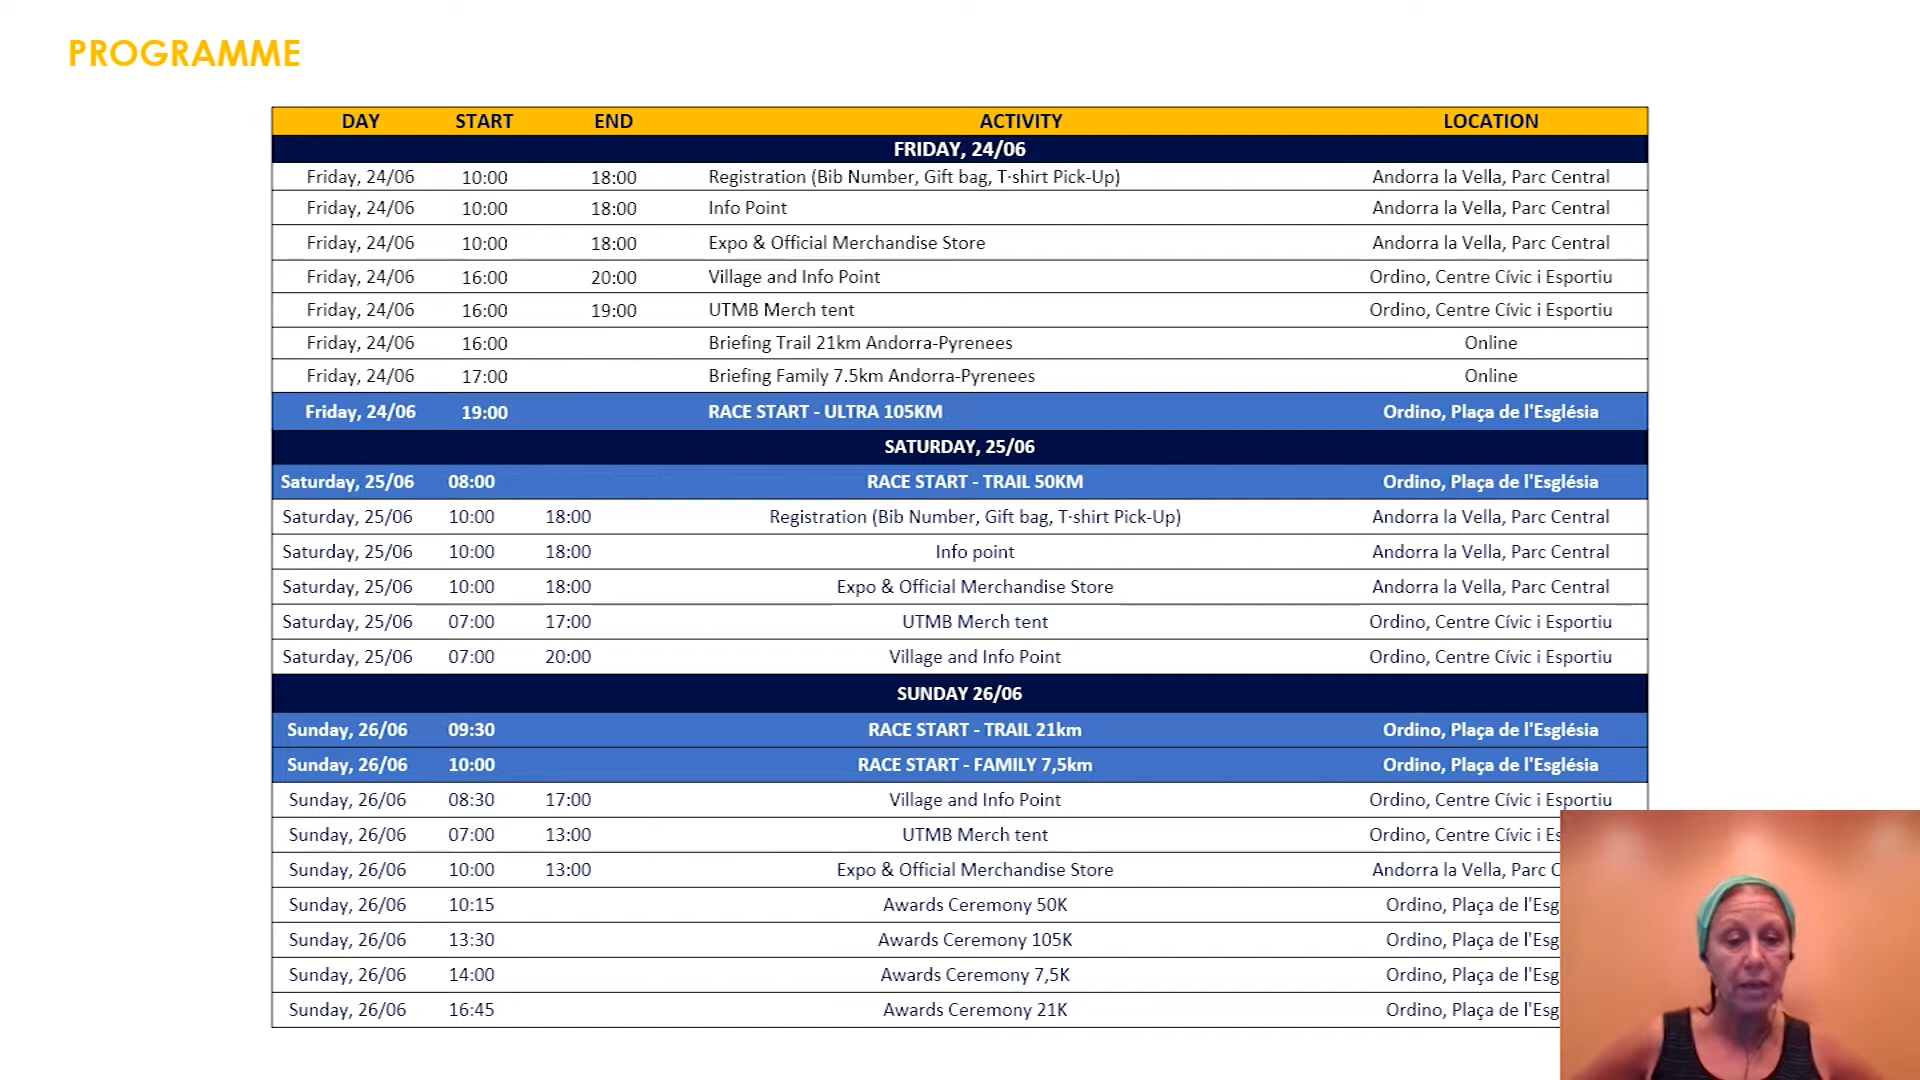 PROGRAMME
DAY START END ACTIVITY LOCATION
FRIDAY, 24/06
Friday, 24/06 10:00 18:00 Registration (Bib Number, Gift bag, T·shirt Pick-Up) Andorra la Vella, Parc Central
Friday, 24/06 10:00 18:00 Info Point Andorra la Vella, Parc Central
Friday, 24/06 10:00 18:00 Expo & Official Merchandise Store Andorra la Vella, Parc Central
Friday, 24/06 16:00 20:00 Village and Info Point Ordino, Centre Cívic i Esportiu
Friday, 24/06 16:00 19:00 UTMB Merch tent Ordino, Centre Cívic i Esportiu
Friday, 24/06 16:00 Briefing Trail 21km Andorra-Pyrenees Online
Friday, 24/06 17:00 Briefing Family 7.5km Andorra-Pyrenees Online
Friday, 24/06 19:00 RACE START - ULTRA 105KM Ordino, Plaça de l'Església
SATURDAY, 25/06
Saturday, 25/06 08:00 RACE START - TRAIL 50KM Ordino, Plaça de l'Església
Saturday, 25/06 10:00 18:00 Registration (Bib Number, Gift bag, T·shirt Pick-Up) Andorra la Vella, Parc Central
Saturday, 25/06 10:00 18:00 Info point Andorra la Vella, Parc Central
Saturday, 25/06 10:00 18:00 Expo & Official Merchandise Store Andorra la Vella, Parc Central
Saturday, 25/06 07:00 17:00 UTMB Merch tent Ordino, Centre Cívic i Esportiu
Saturday, 25/06 07:00 20:00 Village and Info Point Ordino, Centre Cívic i Esportiu
SUNDAY 26/06
Sunday, 26/06 09:30 RACE START - TRAIL 21km Ordino, Plaça de l'Església
Sunday, 26/06 10:00 RACE START - FAMILY 7,5km Ordino, Plaça de l'Església
Sunday, 26/06 08:30 17:00 Village and Info Point Ordino, Centre Cívic i Esportiu
Sunday, 26/06 07:00 13:00 UTMB Merch tent Ordino, Centre Cívic i
Sunday, 26/06 10:00 13:00 Expo & Official Merchandise Store Andorra la Vella, Parc
Sunday, 26/06 10:15 Awards Ceremony 50K Ordino, Plaça de
Sunday, 26/06 13:30 Awards Ceremony 105K Ordino, Plaça de
Sunday, 26/06 14:00 Awards Ceremony 7,5K Ordino, Plaça de
Sunday, 26/06 16:45 Awards Ceremony 21K Ordino, Plaça de